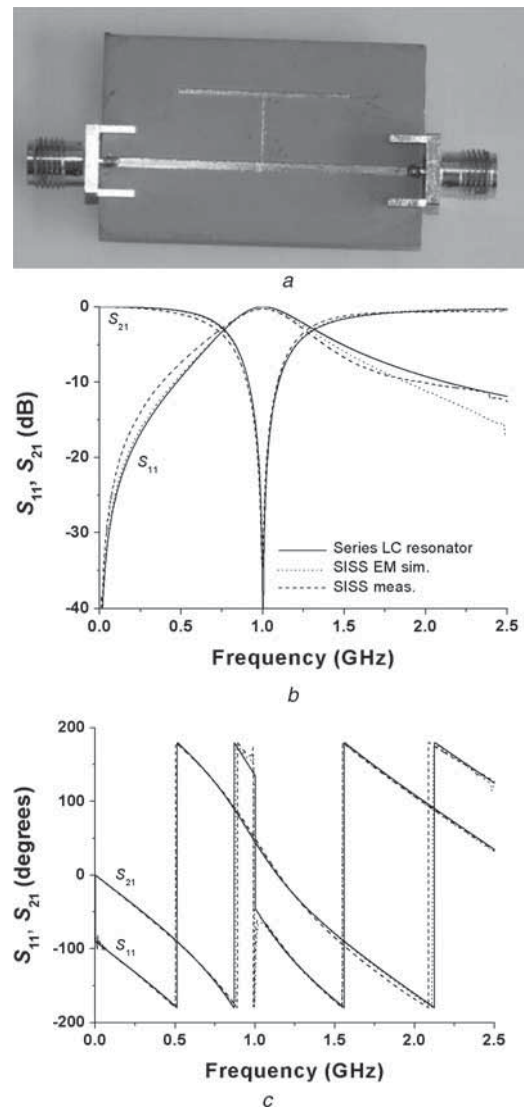 a
0
S21
-10
-20
S11
-30
-40
S11, S21 (dB)
Series LC resonator
SISS EM sim.
SISS meas.
0.0 0.5 1.0 1.5 2.0 2.5
Frequency (GHz)
b
200
100
0
S21
-100
S11
-200
S11, S21 (degrees)
0.0 0.5 1.0 1.5 2.0 2.5
Frequency (GHz)
c